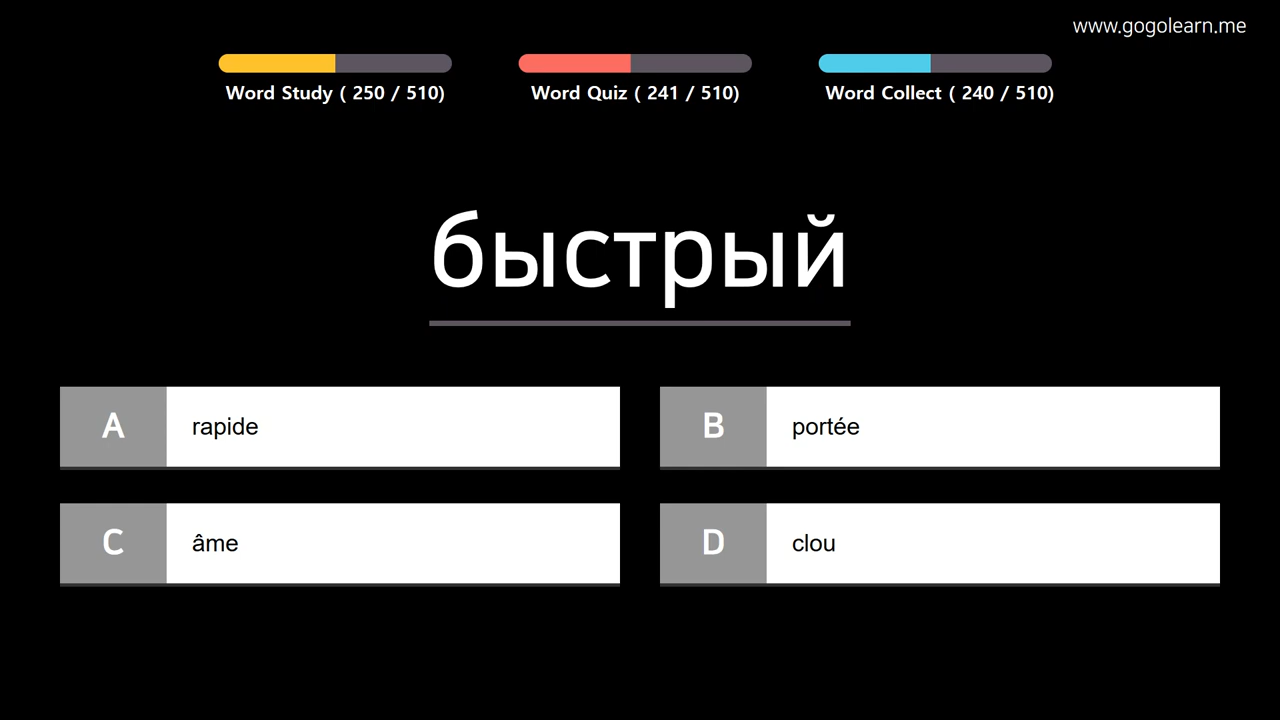 www.gogolearn.me
Word Study ( 250 / 510)
Word Quiz ( 241 / 510)
Word Collect ( 240 / 510)
быстрый
A
rapide
B
portée
C
âme
D
clou